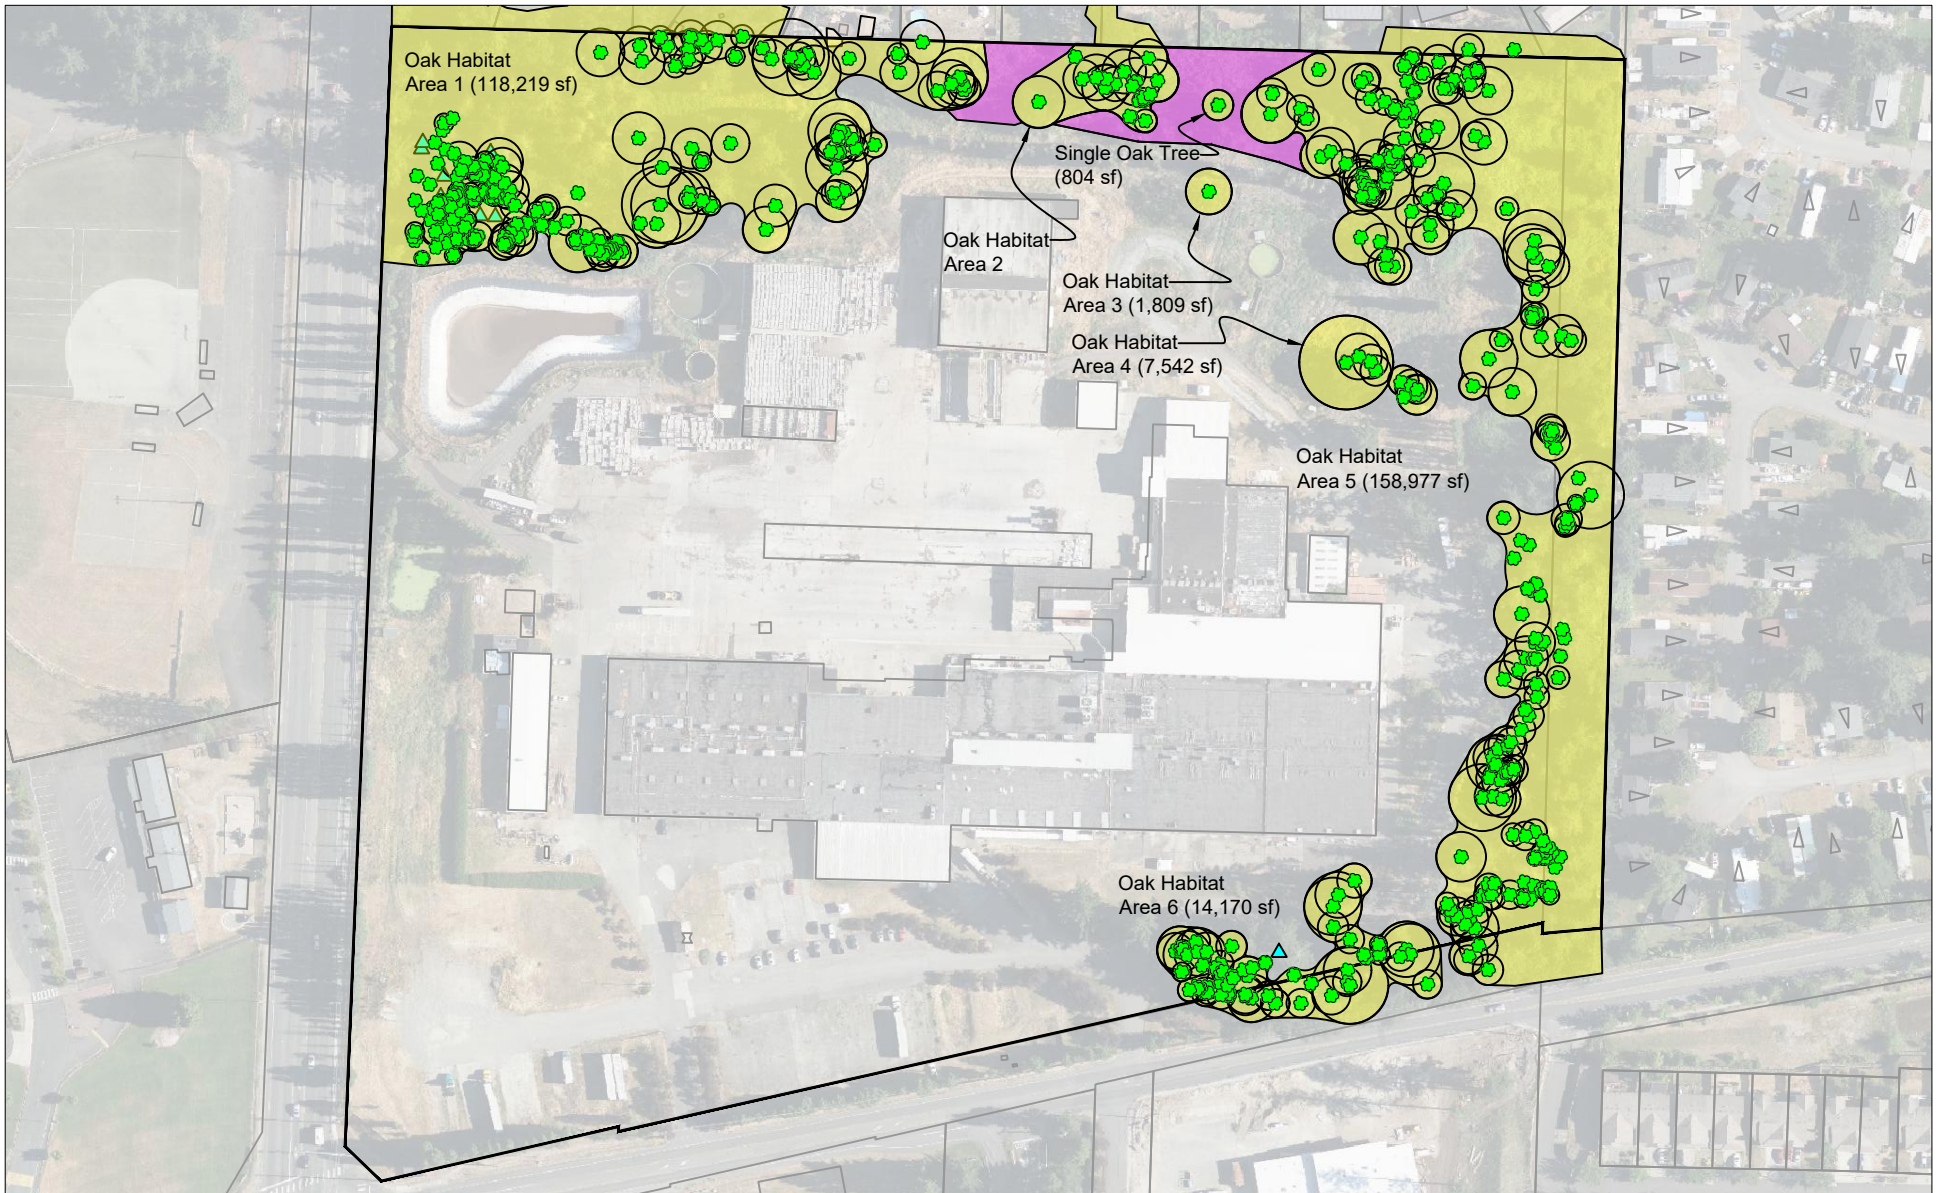 Oak Habitat
Area 1 (118,219 sf)
Single Oak Tree
(804 sf)
Oak Habitat
Area 2
Oak Habitat
Area 3 (1,809 sf)
Oak Habitat
Area 4 (7,542 sf)
Oak Habitat
Area 5 (158,977 sf)
Oak Habitat
Area 6 (14,170 sf)